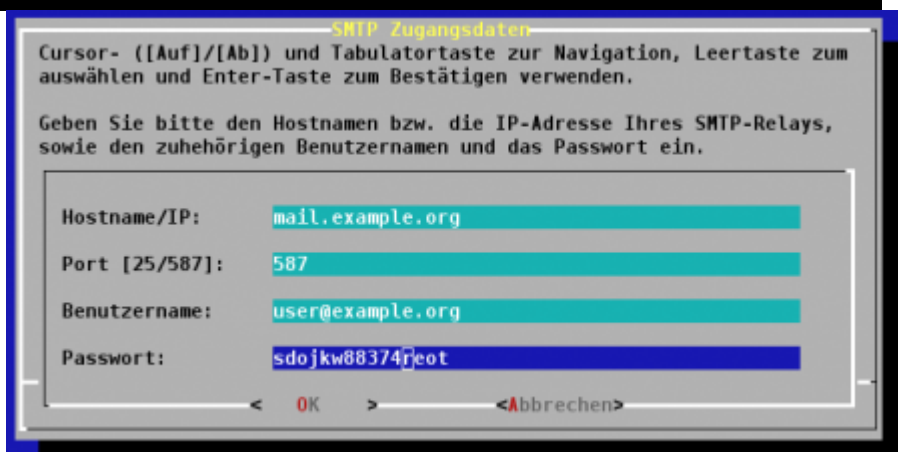 SMTP Zugangsdaten
Cursor- ([Auf]/[Ab]) und Tabulatortaste zur Navigation, Leertaste zum
auswählen und Enter-Taste zum Bestätigen verwenden.
Geben Sie bitte den Hostnamen bzw. die IP-Adresse Ihres SMTP-Relays,
sowie den zuhehörigen Benutzernamen und das Passwort ein.
Hostname/IP: mail.example.org
Port [25/587]: 587
Benutzername: user@example.org
Passwort: sdojkw88374reot
< OK > <Abbrechen>